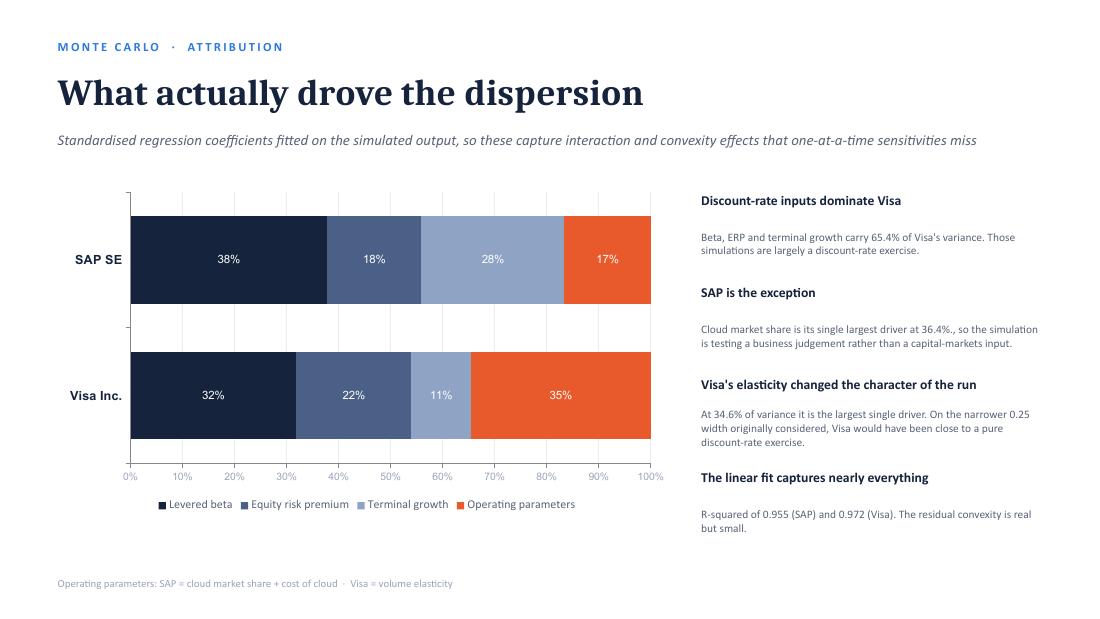 MONTE CARLO · ATTRIBUTION
What actually drove the dispersion
Standardised regression coefficients fitted on the simulated output, so these capture interaction and convexity effects that one-at-a-time sensitivities miss
SAP SE
38%
18%
28%
17%
Visa Inc.
32%
22%
11%
35%
0%
10%
20%
30%
40%
50%
60%
70%
80%
90%
100%
Levered beta
Equity risk premium
Terminal growth
Operating parameters
Discount-rate inputs dominate Visa
Beta, ERP and terminal growth carry 65.4% of Visa's variance. Those
simulations are largely a discount-rate exercise.
SAP is the exception
Cloud market share is its single largest driver at 36.4%., so the simulation
is testing a business judgement rather than a capital-markets input.
Visa's elasticity changed the character of the run
At 34.6% of variance it is the largest single driver. On the narrower 0.25
width originally considered, Visa would have been close to a pure
discount-rate exercise.
The linear fit captures nearly everything
R-squared of 0.955 (SAP) and 0.972 (Visa). The residual convexity is real
but small.
Operating parameters: SAP = cloud market share + cost of cloud · Visa = volume elasticity